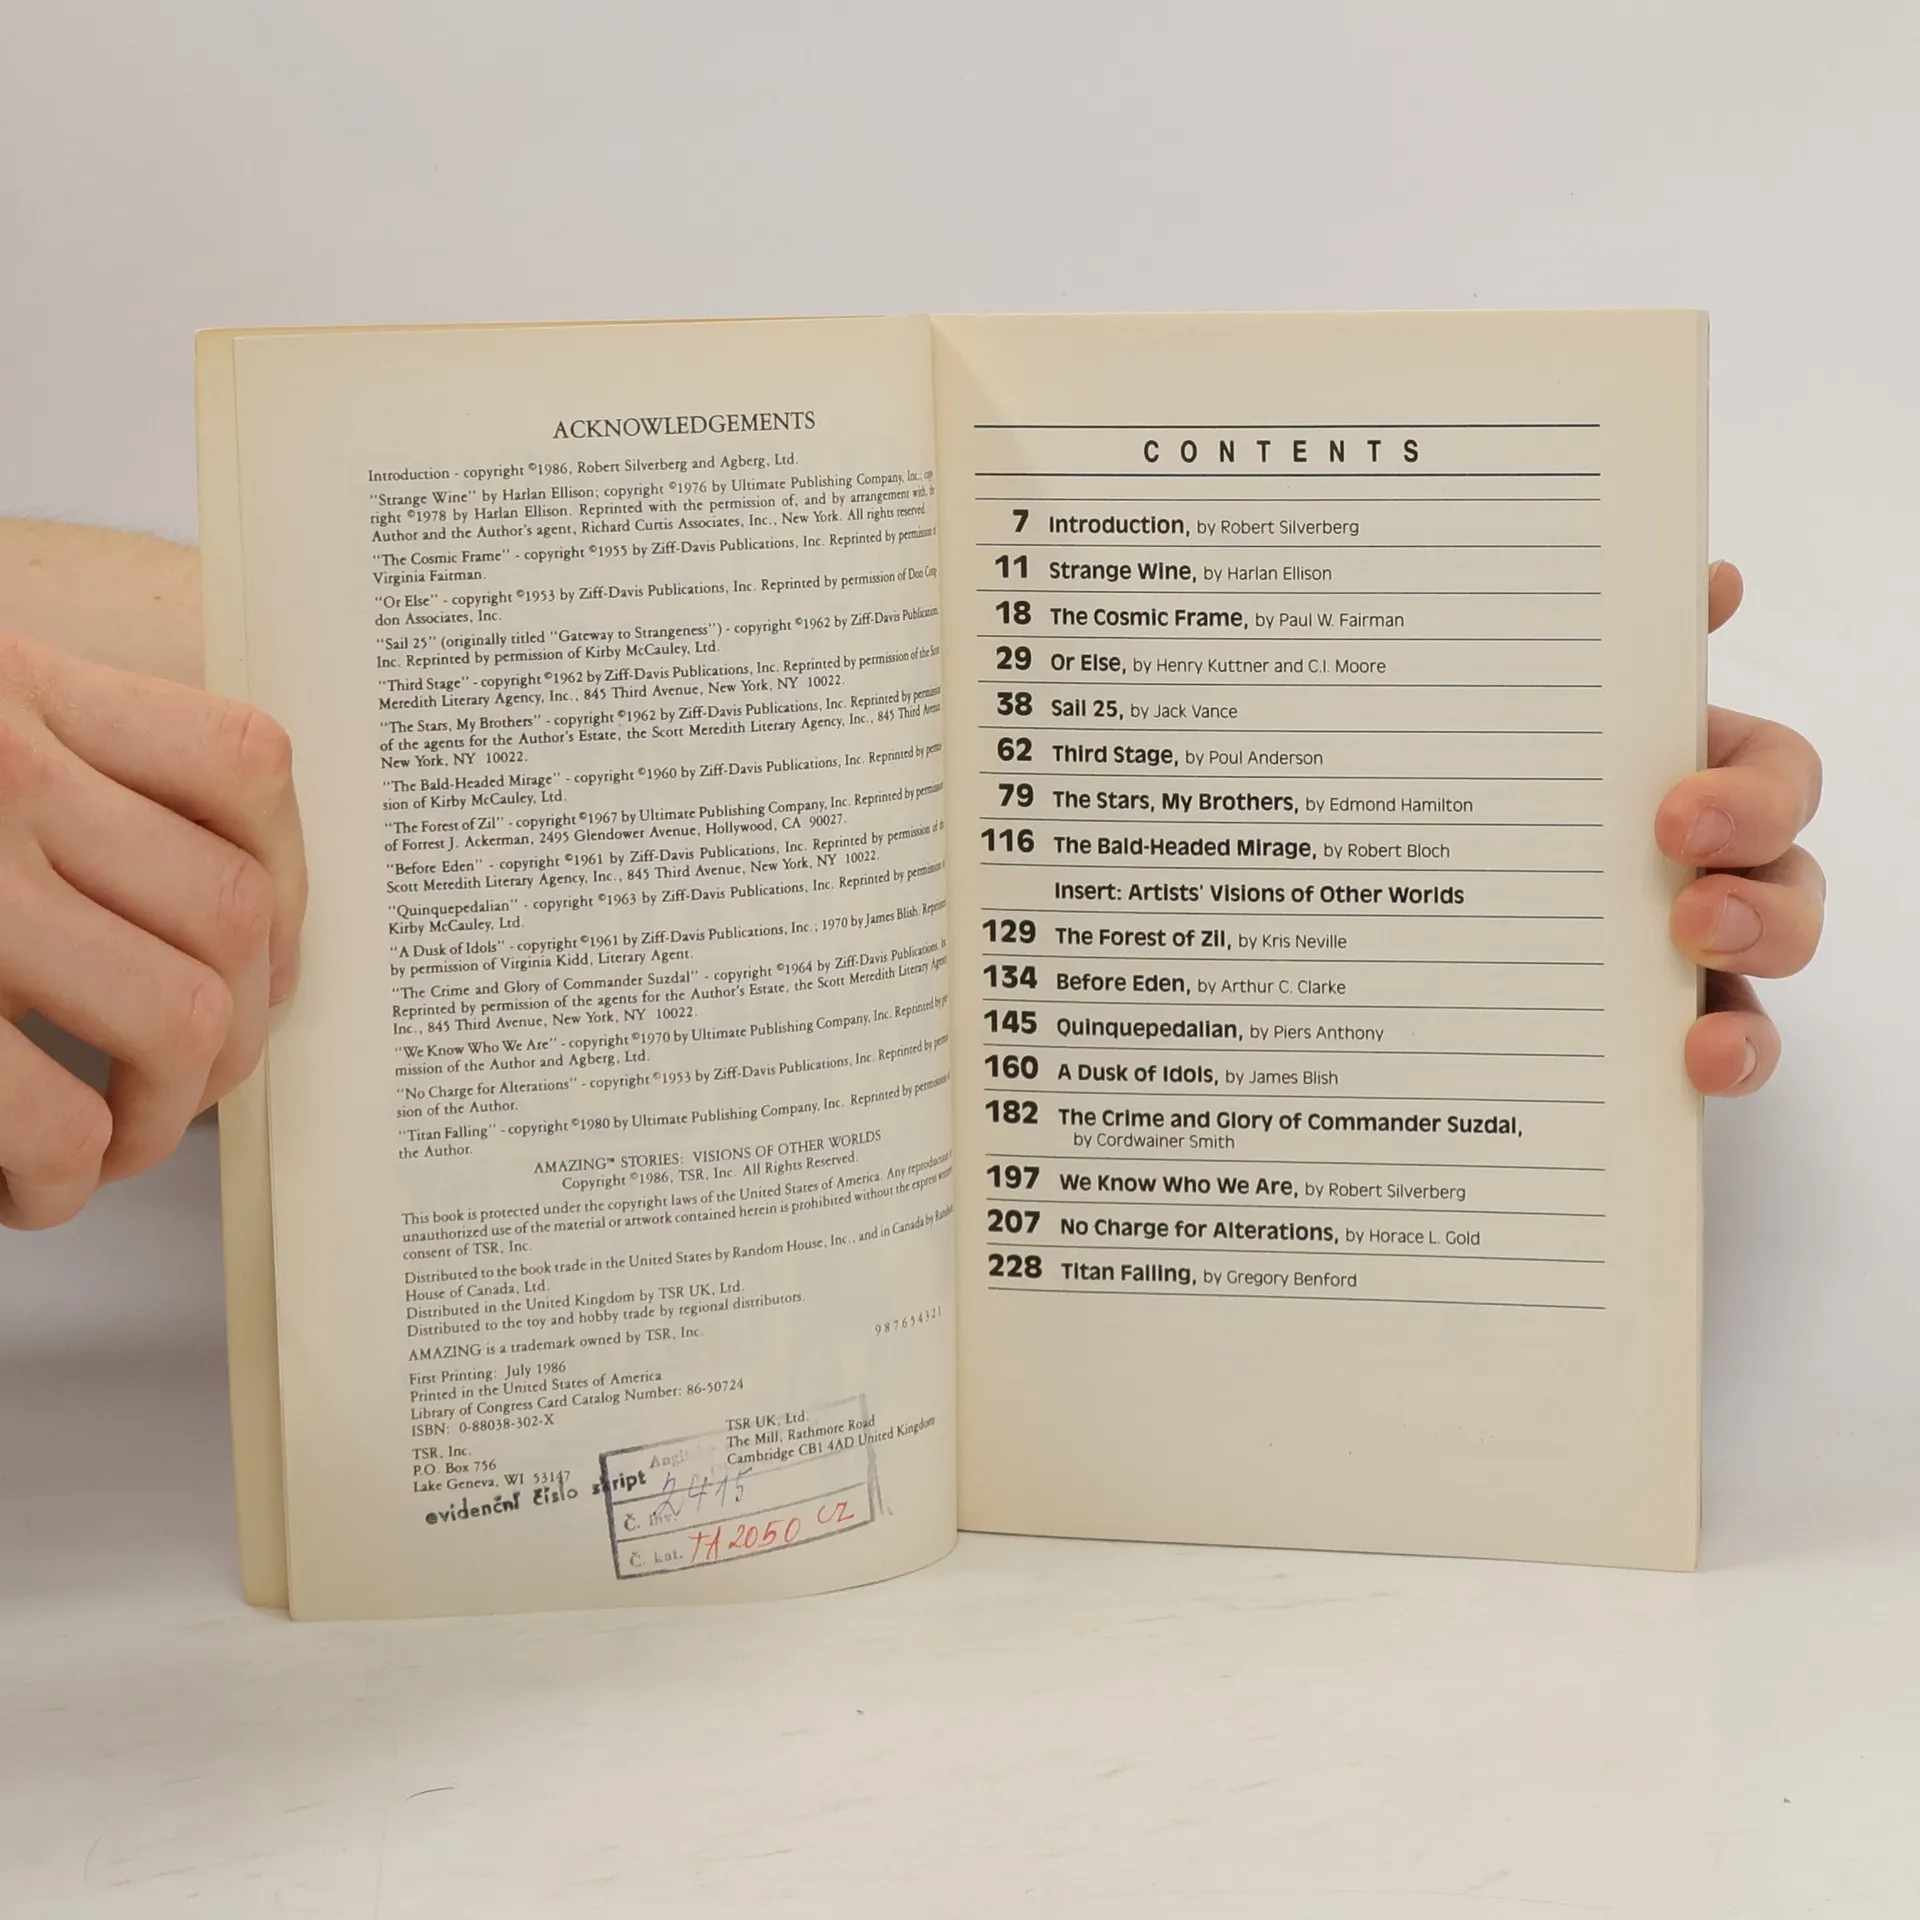 ACKNOWLEDGEMENTS
Introduction - copyright ©1986, Robert Silverberg and Agberg, Ltd.
"Strange Wine" by Harlan Ellison; copyright ©1976 by Ultimate Publishing Company, Inc.; copy-
right ©1978 by Harlan Ellison. Reprinted with the permission of, and by arrangement with, the
Author and the Author's agent, Richard Curtis Associates, Inc., New York. All rights reserved.
"The Cosmic Frame" - copyright ©1955 by Ziff-Davis Publications, Inc. Reprinted by permission of
Virginia Fairman.
"Or Else" - copyright ©1953 by Ziff-Davis Publications, Inc. Reprinted by permission of Don Cong-
don Associates, Inc.
"Sail 25" (originally titled "Gateway to Strangeness") - copyright ©1962 by Ziff-Davis Publications,
Inc. Reprinted by permission of Kirby McCauley, Ltd.
"Third Stage" - copyright ©1962 by Ziff-Davis Publications, Inc. Reprinted by permission of the Scott
Meredith Literary Agency, Inc., 845 Third Avenue, New York, NY 10022.
"The Stars, My Brothers" - copyright ©1962 by Ziff-Davis Publications, Inc. Reprinted by permission
of the agents for the Author's Estate, the Scott Meredith Literary Agency, Inc., 845 Third Avenue,
New York, NY 10022.
"The Bald-Headed Mirage" - copyright ©1960 by Ziff-Davis Publications, Inc. Reprinted by permis-
sion of Kirby McCauley, Ltd.
"The Forest of Zil" - copyright ©1967 by Ultimate Publishing Company, Inc. Reprinted by permission
of Forrest J. Ackerman, 2495 Glendower Avenue, Hollywood, CA 90027.
"Before Eden" - copyright ©1961 by Ziff-Davis Publications, Inc. Reprinted by permission of the
Scott Meredith Literary Agency, Inc., 845 Third Avenue, New York, NY 10022.
"Quinquepedalian" - copyright ©1963 by Ziff-Davis Publications, Inc. Reprinted by permission of
Kirby McCauley, Ltd.
"A Dusk of Idols" - copyright ©1961 by Ziff-Davis Publications, Inc.; 1970 by James Blish. Reprinted
by permission of Virginia Kidd, Literary Agent.
"The Crime and Glory of Commander Suzdal" - copyright ©1964 by Ziff-Davis Publications, Inc.
Reprinted by permission of the agents for the Author's Estate, the Scott Meredith Literary Agency,
Inc., 845 Third Avenue, New York, NY 10022.
"We Know Who We Are" - copyright ©1970 by Ultimate Publishing Company, Inc. Reprinted by per-
mission of the Author and Agberg, Ltd.
"No Charge for Alterations" - copyright ©1953 by Ziff-Davis Publications, Inc. Reprinted by permis-
sion of the Author.
"Titan Falling" - copyright ©1980 by Ultimate Publishing Company, Inc. Reprinted by permission of
the Author.
AMAZING™ STORIES: VISIONS OF OTHER WORLDS
Copyright ©1986, TSR, Inc. All Rights Reserved.
This book is protected under the copyright laws of the United States of America. Any reproduction or
unauthorized use of the material or artwork contained herein is prohibited without the express written
consent of TSR, Inc.
Distributed to the book trade in the United States by Random House, Inc., and in Canada by Random
House of Canada, Ltd.
Distributed in the United Kingdom by TSR UK, Ltd.
Distributed to the toy and hobby trade by regional distributors.
AMAZING is a trademark owned by TSR, Inc.
9 8 7 6 5 4 3 2 1
First Printing: July 1986
Printed in the United States of America
Library of Congress Card Catalog Number: 86-50724
ISBN: 0-88038-302-X
TSR, Inc.
P.O. Box 756
Lake Geneva, WI 53147
TSR UK, Ltd.
The Mill, Rathmore Road
Cambridge CB1 4AD United Kingdom
evidenční číslo skript
2415
Č. inv.
Č. kat. TA 2050 CZ
CONTENTS
7 Introduction, by Robert Silverberg
11 Strange Wine, by Harlan Ellison
18 The Cosmic Frame, by Paul W. Fairman
29 Or Else, by Henry Kuttner and C.I. Moore
38 Sail 25, by Jack Vance
62 Third Stage, by Poul Anderson
79 The Stars, My Brothers, by Edmond Hamilton
116 The Bald-Headed Mirage, by Robert Bloch
Insert: Artists' Visions of Other Worlds
129 The Forest of Zil, by Kris Neville
134 Before Eden, by Arthur C. Clarke
145 Quinquepedalian, by Piers Anthony
160 A Dusk of Idols, by James Blish
182 The Crime and Glory of Commander Suzdal,
by Cordwainer Smith
197 We Know Who We Are, by Robert Silverberg
207 No Charge for Alterations, by Horace L. Gold
228 Titan Falling, by Gregory Benford